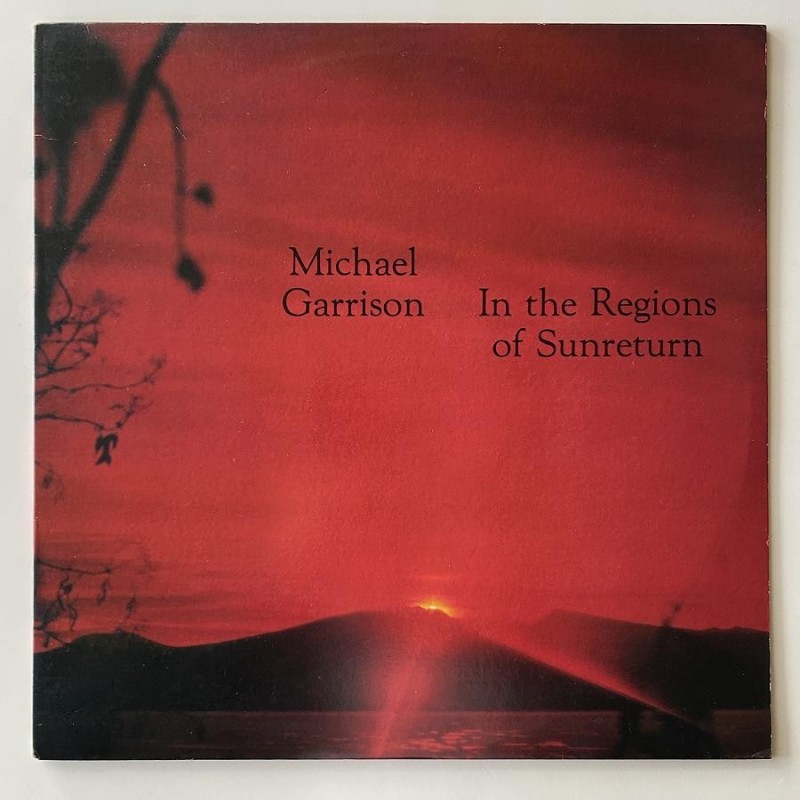 Michael
Garrison
In the Regions
of Sunreturn